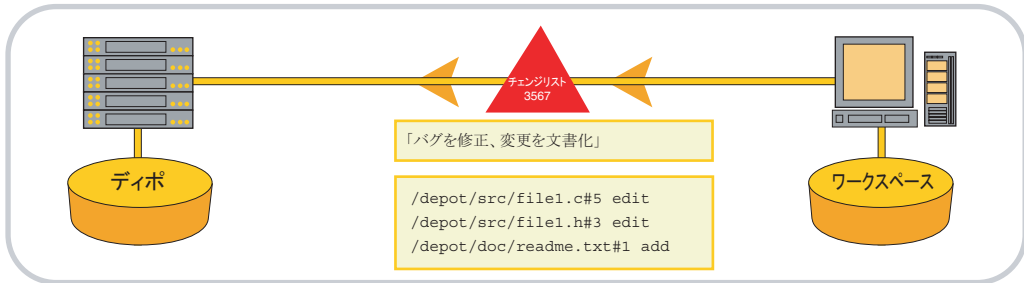 チェンジリスト
3567
「バグを修正、変更を文書化」
ディポ
ワークスペース
/depot/src/file1.c#5 edit
/depot/src/file1.h#3 edit
/depot/doc/readme.txt#1 add